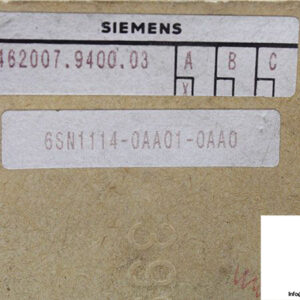 SIEMENS
462007.9400.03 A B C
X
6SN1114-0AA01-0AA0